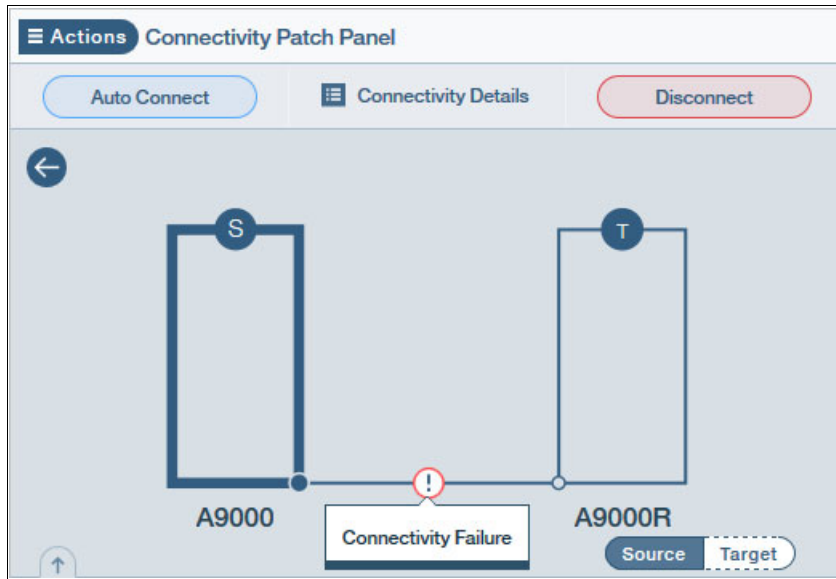 Actions Connectivity Patch Panel
Auto Connect Connectivity Details Disconnect
S T
!
A9000 A9000R
Connectivity Failure
Source Target